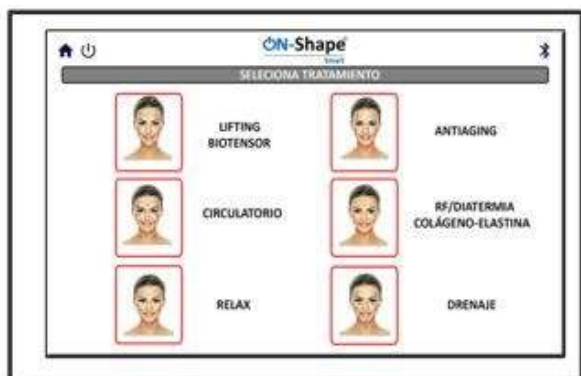 ON-Shape
Smart
SELECIONA TRATAMIENTO
LIFTING
BIOTENSOR
ANTIAGING
CIRCULATORIO
RF/DIATERMIA
COLÁGENO-ELASTINA
RELAX
DRENAJE